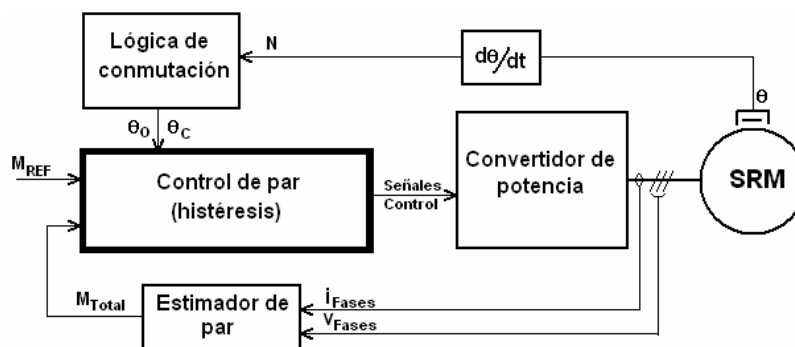 Lógica de
conmutación
N
dθ/dt
θ
θO θC
MREF
Control de par
(histéresis)
Señales
Control
Convertidor de
potencia
SRM
MTotal
Estimador de
par
iFases
VFases